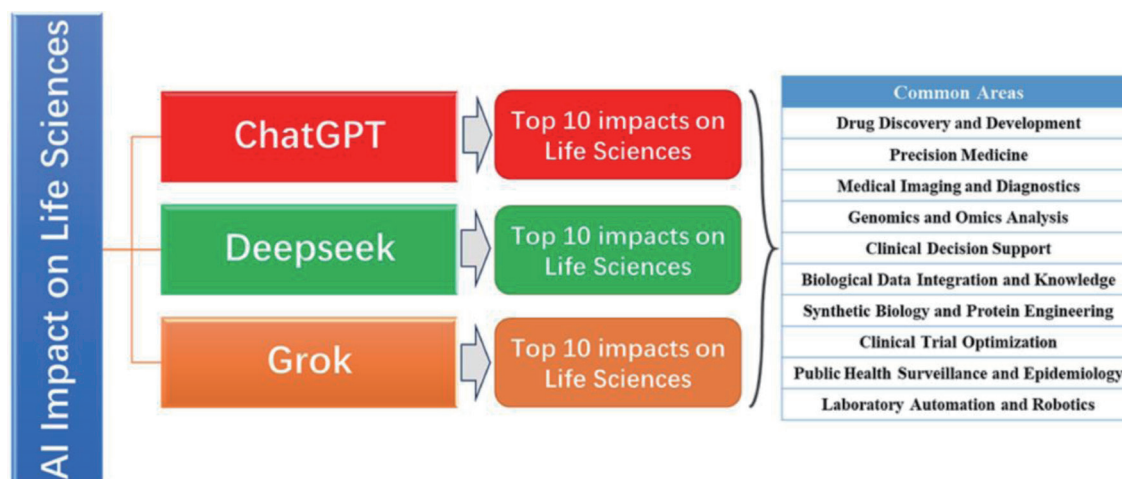 AI Impact on Life Sciences
ChatGPT
Top 10 impacts on
Life Sciences
Deepseek
Top 10 impacts on
Life Sciences
Grok
Top 10 impacts on
Life Sciences
Common Areas
Drug Discovery and Development
Precision Medicine
Medical Imaging and Diagnostics
Genomics and Omics Analysis
Clinical Decision Support
Biological Data Integration and Knowledge
Synthetic Biology and Protein Engineering
Clinical Trial Optimization
Public Health Surveillance and Epidemiology
Laboratory Automation and Robotics